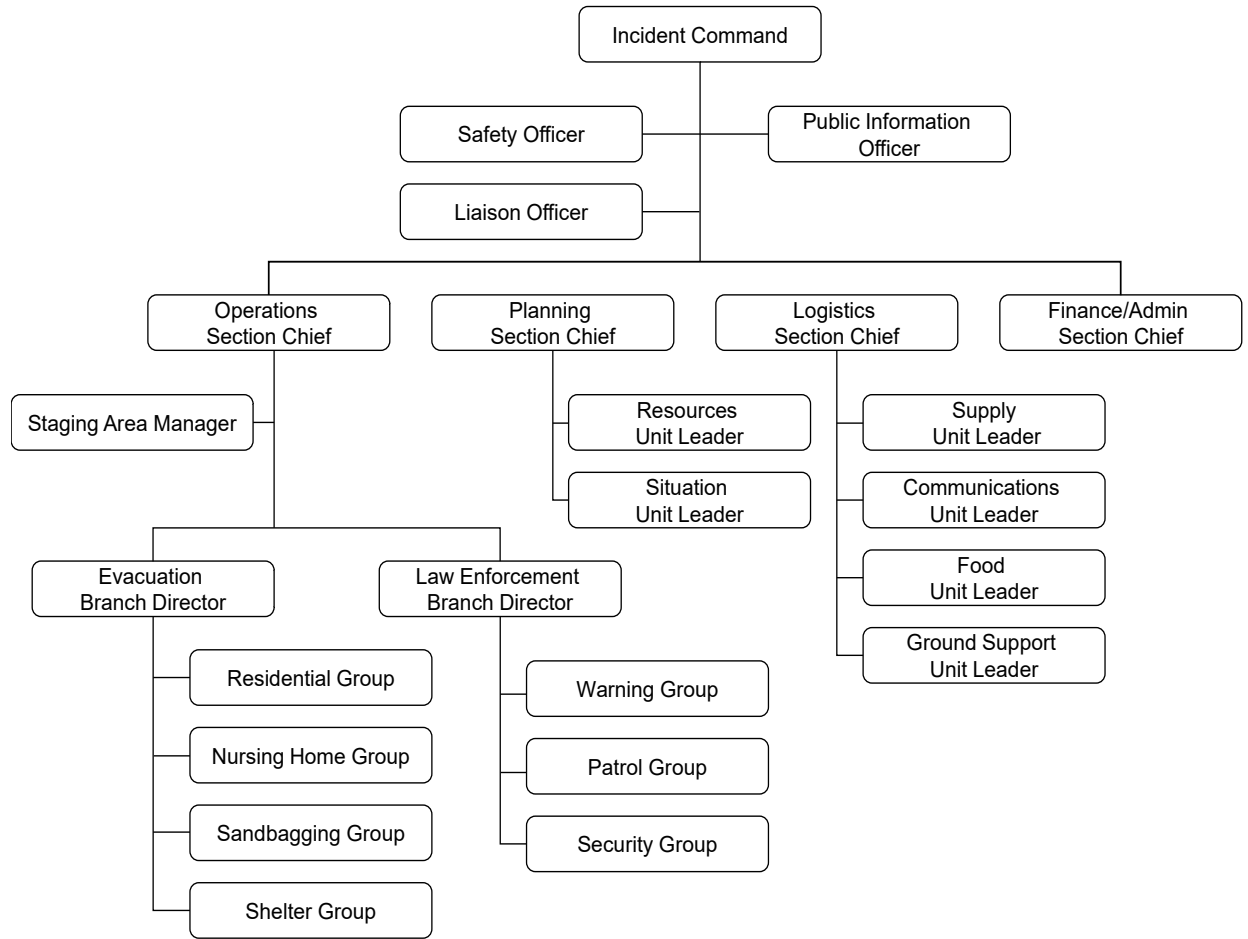 Incident Command
Safety Officer
Public Information
Officer
Liaison Officer
Operations
Section Chief
Planning
Section Chief
Logistics
Section Chief
Finance/Admin
Section Chief
Staging Area Manager
Resources
Unit Leader
Situation
Unit Leader
Supply
Unit Leader
Communications
Unit Leader
Food
Unit Leader
Ground Support
Unit Leader
Evacuation
Branch Director
Law Enforcement
Branch Director
Residential Group
Nursing Home Group
Sandbagging Group
Shelter Group
Warning Group
Patrol Group
Security Group